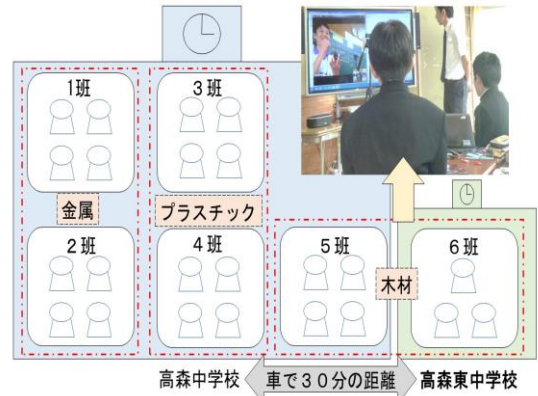 1班
3班
金属
プラスチック
2班
4班
5班
6班
木材
高森中学校
車で３０分の距離
高森東中学校